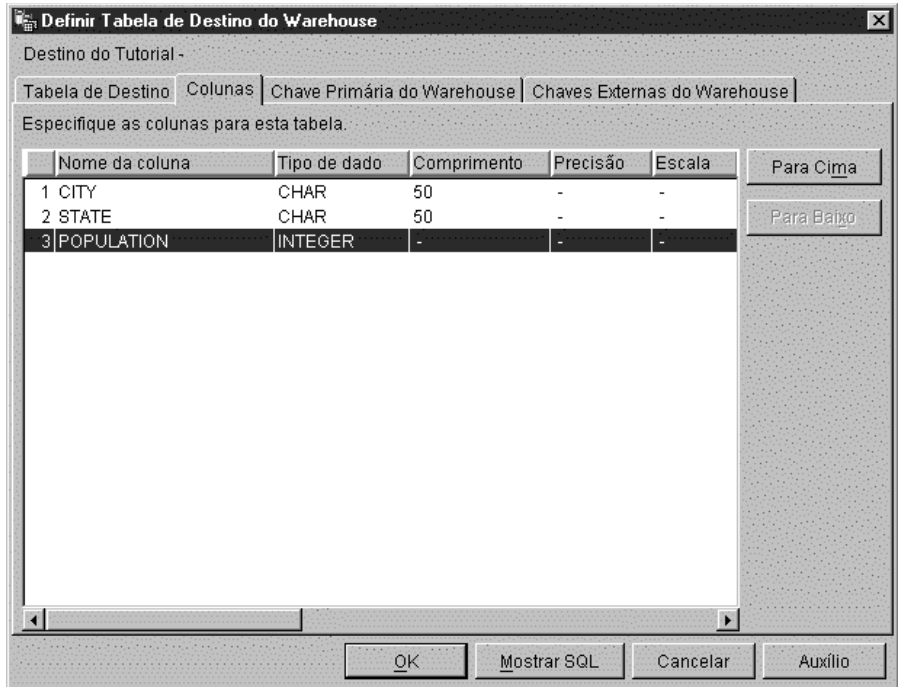 Definir Tabela de Destino do Warehouse
Destino do Tutorial -
Tabela de Destino Colunas Chave Primária do Warehouse Chaves Externas do Warehouse
Especifique as colunas para esta tabela.
Nome da coluna Tipo de dado Comprimento Precisão Escala Para Cima
1 CITY CHAR 50 - -
2 STATE CHAR 50 - - Para Baixo
3 POPULATION INTEGER - - -
OK Mostrar SQL Cancelar Auxílio